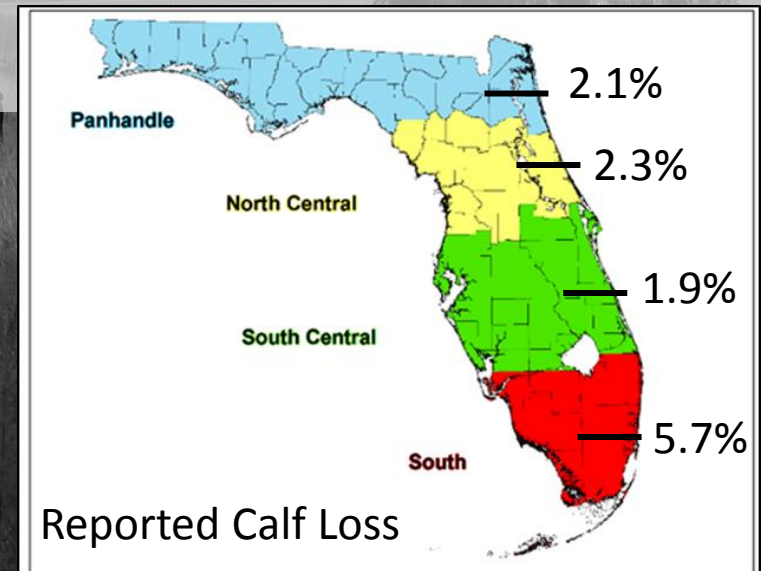 2.1%
Panhandle
2.3%
North Central
1.9%
South Central
5.7%
South
Reported Calf Loss